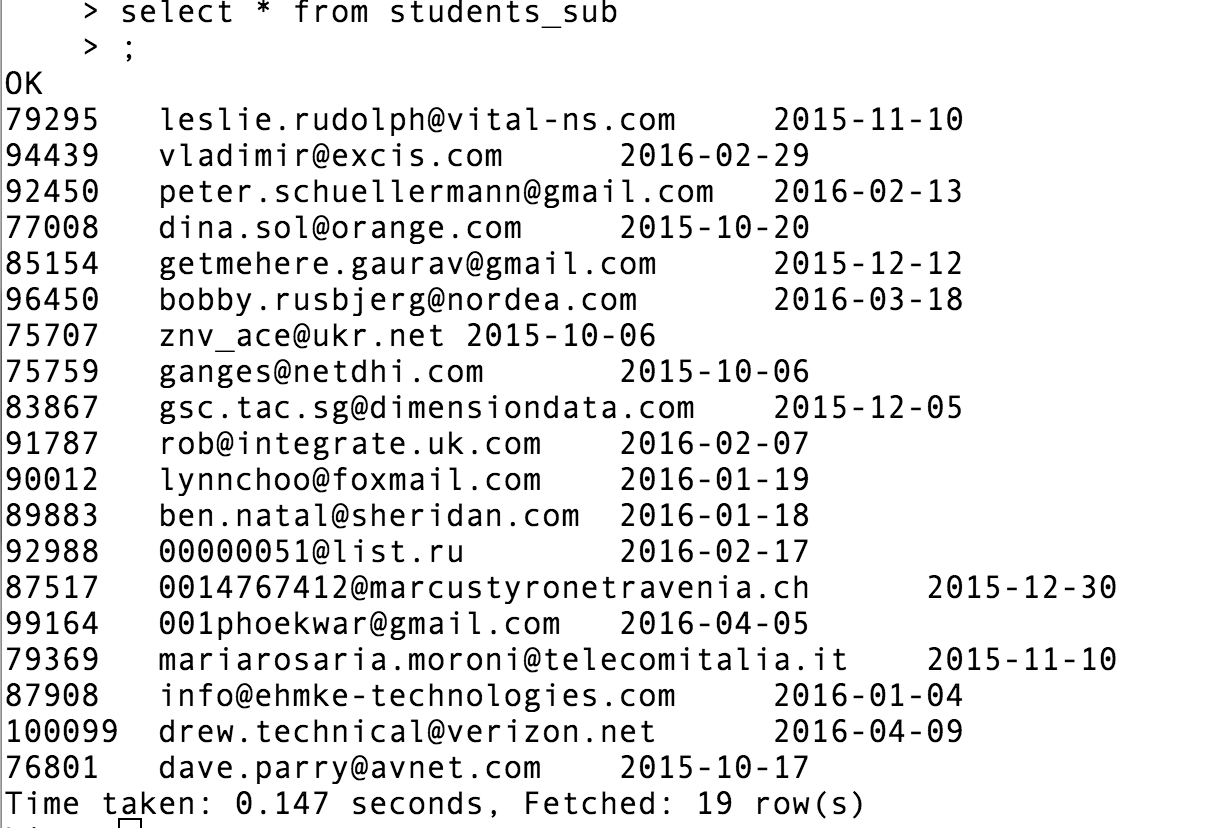 > select * from students_sub
> ;
OK
79295 leslie.rudolph@vital-ns.com 2015-11-10
94439 vladimir@excis.com 2016-02-29
92450 peter.schuellermann@gmail.com 2016-02-13
77008 dina.sol@orange.com 2015-10-20
85154 getmehere.gaurav@gmail.com 2015-12-12
96450 bobby.rusbjerg@nordea.com 2016-03-18
75707 znv_ace@ukr.net 2015-10-06
75759 ganges@netdhi.com 2015-10-06
83867 gsc.tac.sg@dimensiondata.com 2015-12-05
91787 rob@integrate.uk.com 2016-02-07
90012 lynnchoo@foxmail.com 2016-01-19
89883 ben.natal@sheridan.com 2016-01-18
92988 00000051@list.ru 2016-02-17
87517 0014767412@marcustyronetravenia.ch 2015-12-30
99164 001phoekwar@gmail.com 2016-04-05
79369 mariarosaria.moroni@telecomitalia.it 2015-11-10
87908 info@ehmke-technologies.com 2016-01-04
100099 drew.technical@verizon.net 2016-04-09
76801 dave.parry@avnet.com 2015-10-17
Time taken: 0.147 seconds, Fetched: 19 row(s)